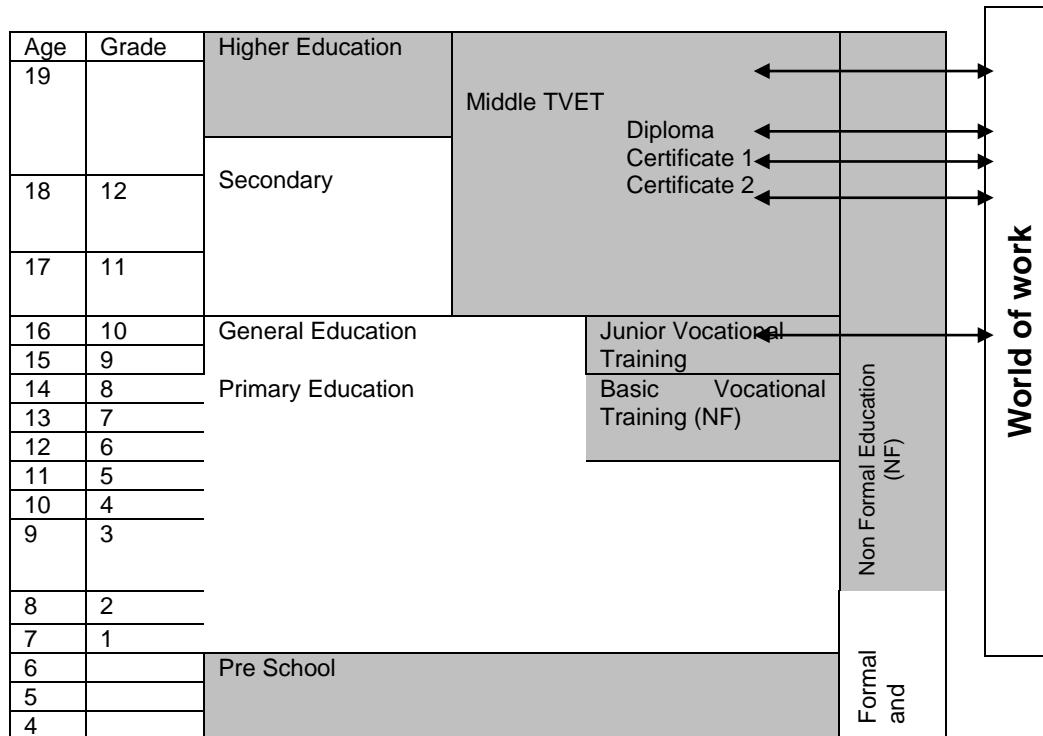 Age Grade Higher Education
19
Middle TVET
Diploma
Certificate 1
Certificate 2
Secondary
18 12
17 11
16 10 General Education Junior Vocational
15 9 Training
14 8 Primary Education Basic Vocational
13 7 Training (NF)
12 6
11 5
10 4
9 3
8 2
7 1
6 Pre School
5
4
Non Formal Education
(NF)
Formal
and
World of work